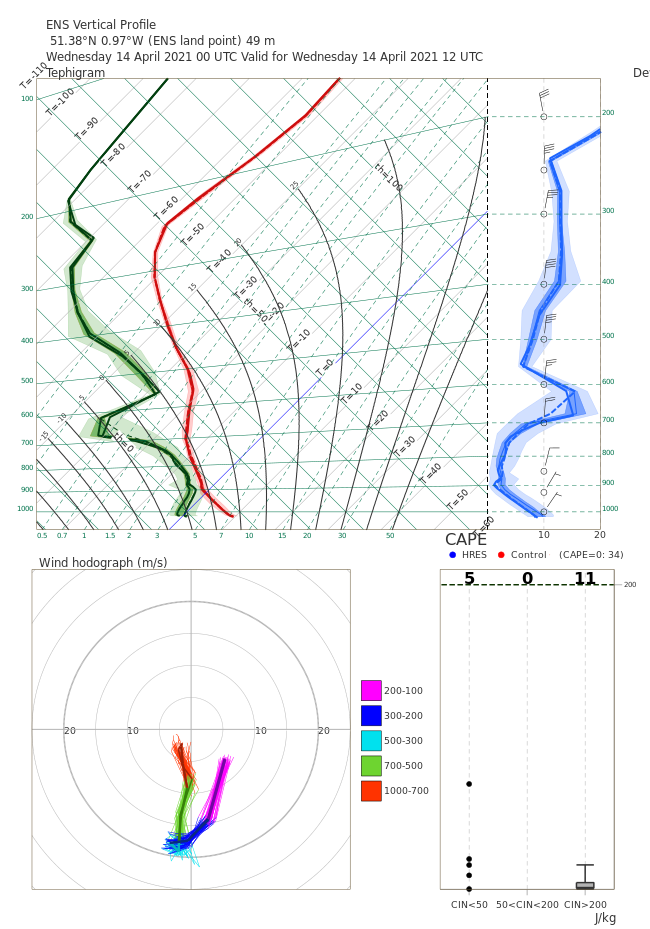 ENS Vertical Profile
51.38°N 0.97°W (ENS land point) 49 m
Wednesday 14 April 2021 00 UTC Valid for Wednesday 14 April 2021 12 UTC
Tephigram
De
T=-110
T=-100
T=-90
T=-80
T=-70
T=-60
T=-50
T=-40
T=-30
T=-20
T=-10
T=0
T=10
T=20
T=30
T=40
T=50
T=60
th=100
th=50
th=0
25
20
15
10
5
-5
-10
-15
100
200
300
400
500
600
700
800
900
1000
200
300
400
500
600
700
800
900
1000
0.5 0.7 1 1.5 2 3 5 7 10 15 20 30 50
10 20
CAPE
HRES Control (CAPE=0: 34)
Wind hodograph (m/s)
20 10 10 20
200-100
300-200
500-300
700-500
1000-700
5 0 11
200
CIN<50 50<CIN<200 CIN>200
J/kg